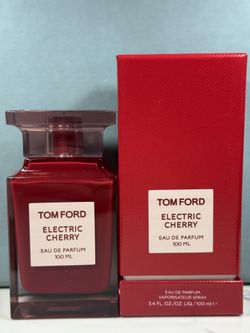 TOM FORD
ELECTRIC
CHERRY
EAU DE PARFUM
100 ML
TOM FORD
ELECTRIC
CHERRY
EAU DE PARFUM
100 ML
EAU DE PARFUM
VAPORISATEUR SPRAY
3.4 FL.OZ/OZ LIQ./100 ml ℮